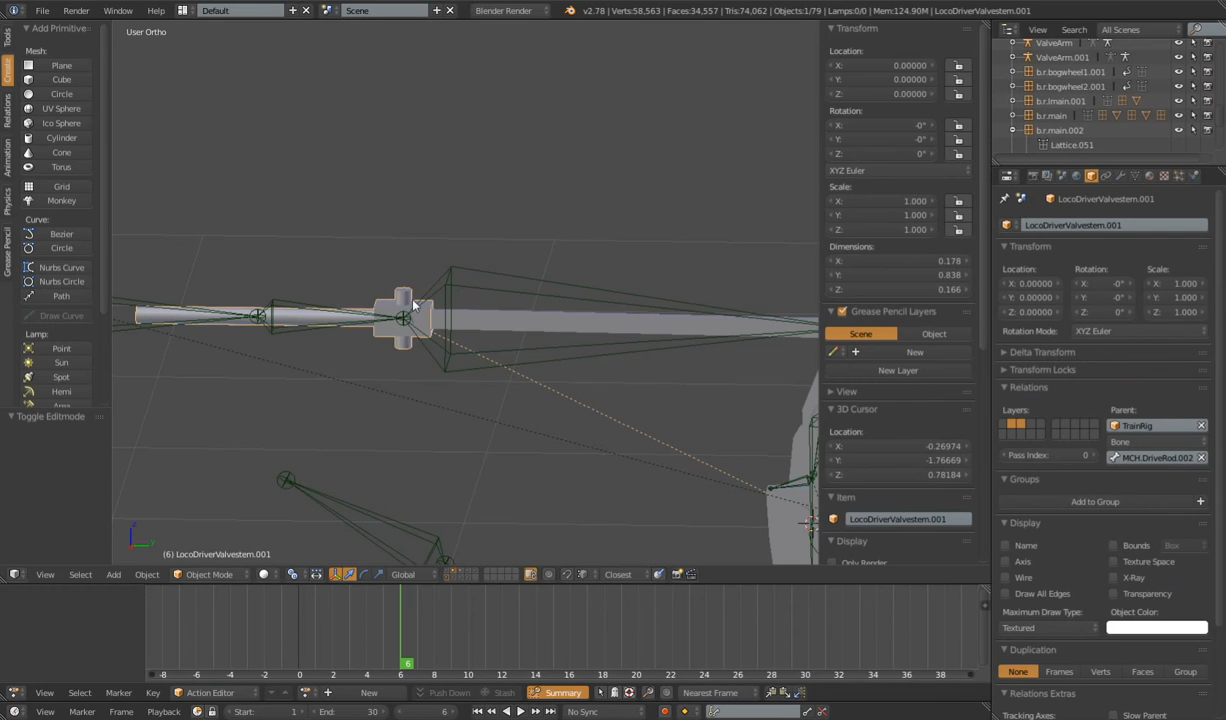 File Render Window Help Default Scene Blender Render v2.78 | Verts:58,563 | Faces:34,557 | Tris:74,062 | Objects:1/79 | Lamps:0/0 | Mem:124.90M | LocoDriverValvestem.001
Tools
Create
Relations
Animation
Physics
Grease Pencil
Add Primitive
Mesh:
Plane
Cube
Circle
UV Sphere
Ico Sphere
Cylinder
Cone
Torus
Grid
Monkey
Curve:
Bezier
Circle
Nurbs Curve
Nurbs Circle
Path
Draw Curve
Lamp:
Point
Sun
Spot
Hemi
Area
Toggle Editmode
User Ortho
(6) LocoDriverValvestem.001
Transform
Location:
X: 0.00000
Y: 0.00000
Z: 0.00000
Rotation:
X: -0°
Y: -0°
Z: 0°
XYZ Euler
Scale:
X: 1.000
Y: 1.000
Z: 1.000
Dimensions:
X: 0.178
Y: 0.838
Z: 0.166
Grease Pencil Layers
Scene Object
New
New Layer
View
3D Cursor
Location:
X: -0.26974
Y: -1.76669
Z: 0.78184
Item
LocoDriverValvestem.001
Display
Only Render
View Search All Scenes
ValveArm
ValveArm.001
b.r.bogwheel1.001
b.r.bogwheel2.001
b.r.lmain.001
b.r.main
b.r.main.002
Lattice.051
LocoDriverValvestem.001
LocoDriverValvestem.001
Transform
Location: Rotation: Scale:
X: 0.00000 X: -0° X: 1.000
Y: 0.00000 Y: -0° Y: 1.000
Z: 0.00000 Z: 0° Z: 1.000
Rotation Mode: XYZ Euler
Delta Transform
Transform Locks
Relations
Layers: Parent:
TrainRig
Bone
Pass Index: 0 MCH.DriveRod.002
Groups
Add to Group
Display
Name Bounds Box
Axis Texture Space
Wire X-Ray
Draw All Edges Transparency
Maximum Draw Type: Object Color:
Textured
Duplication
None Frames Verts Faces Group
Relations Extras
Tracking Axes: Slow Parent
View Select Add Object Object Mode Global Closest
-8 -6 -4 -2 0 2 4 6 8 10 12 14 16 18 20 22 24 26 28 30 32 34 36 38
6
View Select Marker Channel Key Action Editor New Push Down Stash Summary Nearest Frame
View Marker Frame Playback Start: 1 End: 30 6 No Sync